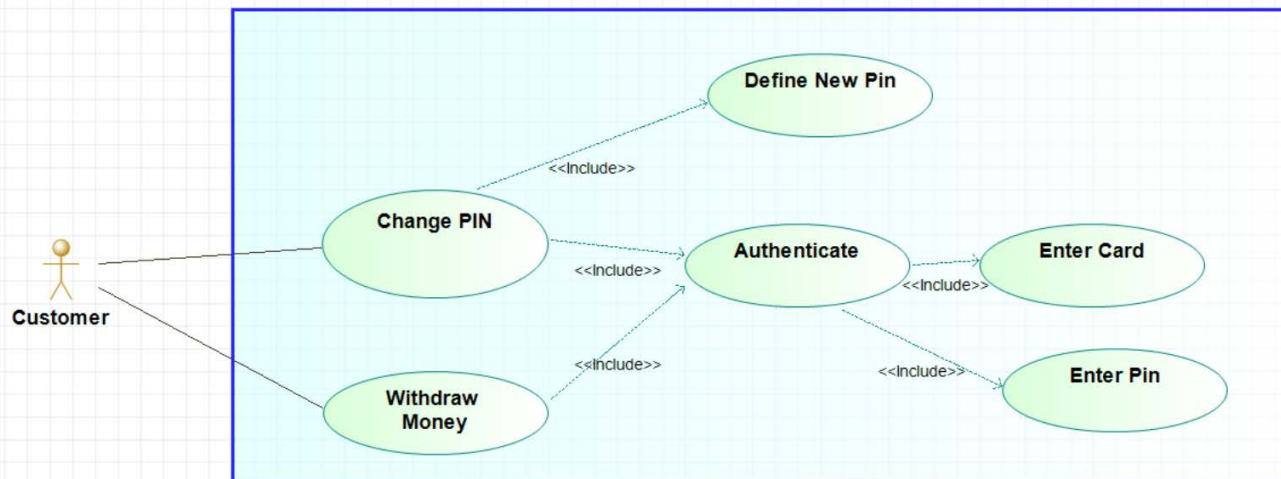 Define New Pin
<<Include>>
Change PIN
Authenticate
Enter Card
<<Include>>
<<Include>>
Customer
<<Include>>
<<Include>>
Enter Pin
Withdraw
Money